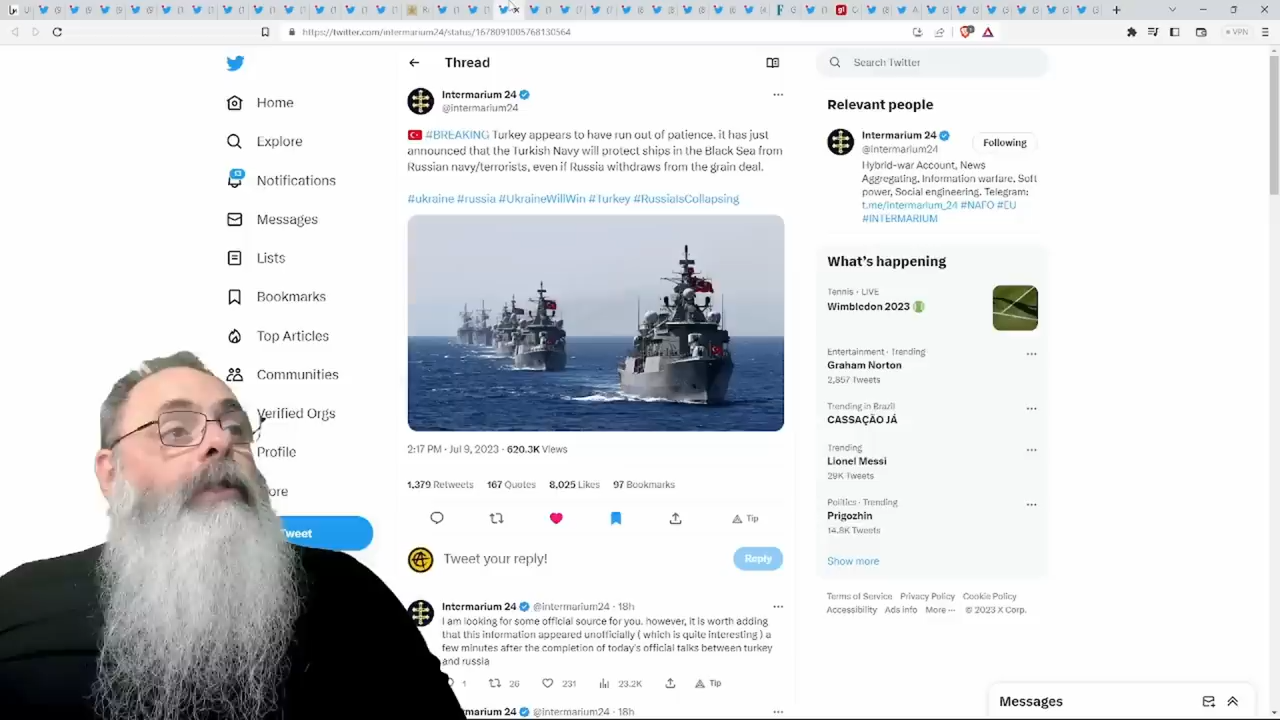 https://twitter.com/intermarium24/status/1678091005768130564
VPN
Home
Explore
Notifications
Messages
Lists
Bookmarks
Top Articles
Communities
Verified Orgs
Profile
ore
Tweet
Thread
Intermarium 24
@intermarium24
#BREAKING Turkey appears to have run out of patience. it has just
announced that the Turkish Navy will protect ships in the Black Sea from
Russian navy/terrorists, even if Russia withdraws from the grain deal.
#ukraine #russia #UkraineWillWin #Turkey #RussiaIsCollapsing
2:17 PM · Jul 9, 2023 · 620.3K Views
1,379 Retweets 167 Quotes 8,025 Likes 97 Bookmarks
Tip
Tweet your reply!
Reply
Intermarium 24 @intermarium24 · 18h
I am looking for some official source for you. however, it is worth adding
that this information appeared unofficially ( which is quite interesting ) a
few minutes after the completion of today's official talks between turkey
and russia
1 26 231 23.2K Tip
marium 24 @intermarium24 · 18h
Search Twitter
Relevant people
Intermarium 24
@intermarium24
Following
Hybrid-war Account, News
Aggregating, Information warfare, Soft
power, Social engineering. Telegram:
t.me/intermarium_24 #NAFO #EU
#INTERMARIUM
What's happening
Tennis · LIVE
Wimbledon 2023
Entertainment · Trending
Graham Norton
2,857 Tweets
Trending in Brazil
CASSAÇÃO JÁ
Trending
Lionel Messi
29K Tweets
Politics · Trending
Prigozhin
14.8K Tweets
Show more
Terms of Service Privacy Policy Cookie Policy
Accessibility Ads info More ··· © 2023 X Corp.
Messages